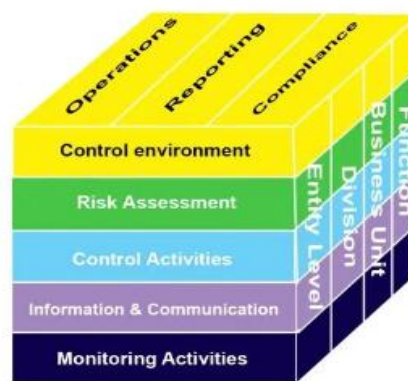 Operations
Reporting
Compliance
Control environment
Risk Assessment
Control Activities
Information & Communication
Monitoring Activities
Entity Level
Division
Business Unit
Function